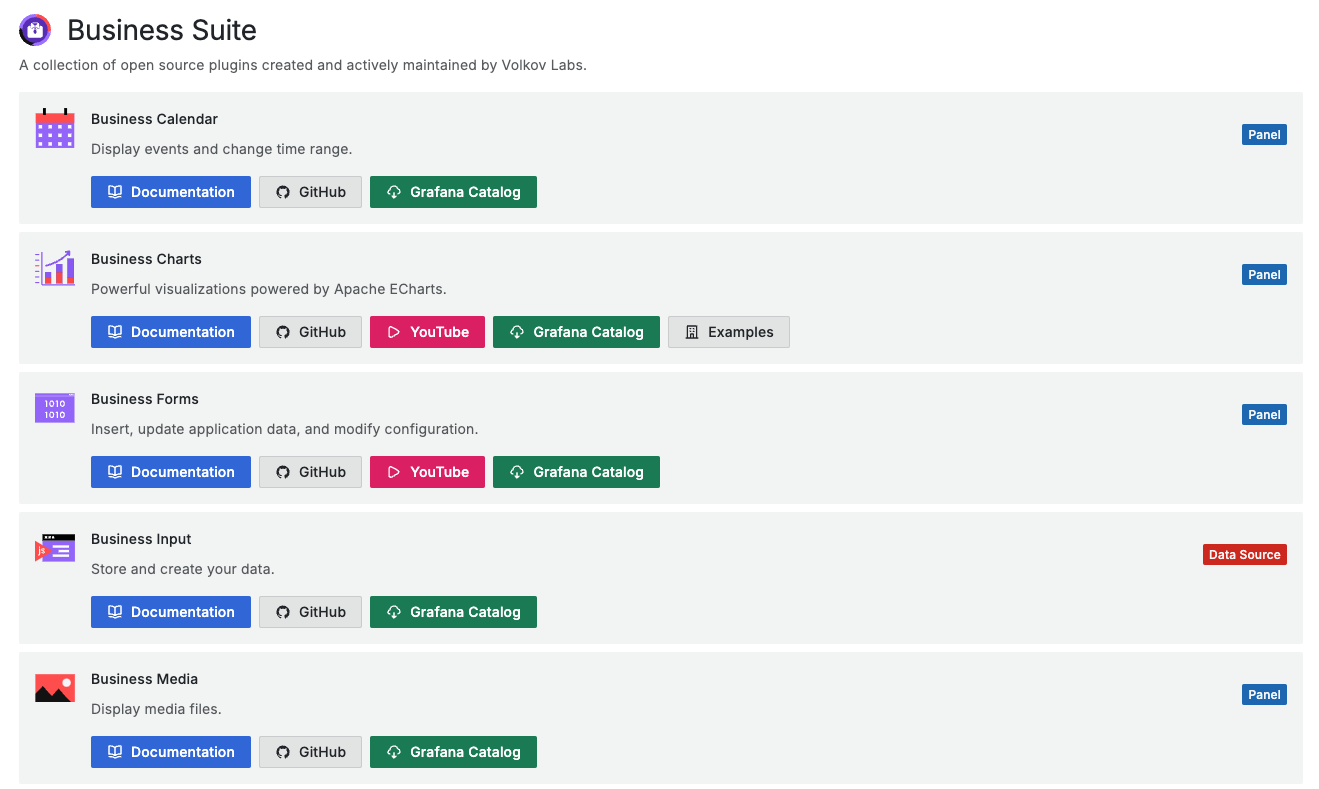 Business Suite
A collection of open source plugins created and actively maintained by Volkov Labs.
Business Calendar
Panel
Display events and change time range.
Documentation GitHub Grafana Catalog
Business Charts
Panel
Powerful visualizations powered by Apache ECharts.
Documentation GitHub YouTube Grafana Catalog Examples
1010
1010
Business Forms
Panel
Insert, update application data, and modify configuration.
Documentation GitHub YouTube Grafana Catalog
js
Business Input
Data Source
Store and create your data.
Documentation GitHub Grafana Catalog
Business Media
Panel
Display media files.
Documentation GitHub Grafana Catalog